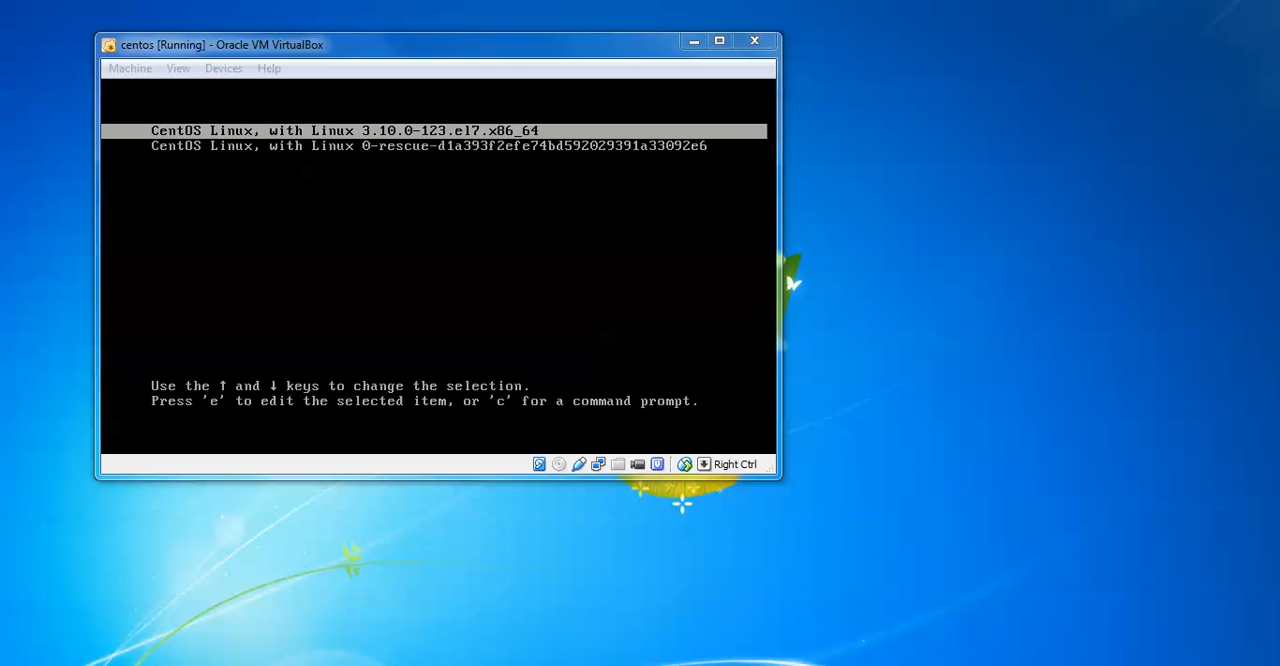 centos [Running] - Oracle VM VirtualBox
Machine View Devices Help
CentOS Linux, with Linux 3.10.0-123.el7.x86_64
CentOS Linux, with Linux 0-rescue-d1a393f2efe74bd592029391a33092e6
Use the ↑ and ↓ keys to change the selection.
Press 'e' to edit the selected item, or 'c' for a command prompt.
Right Ctrl